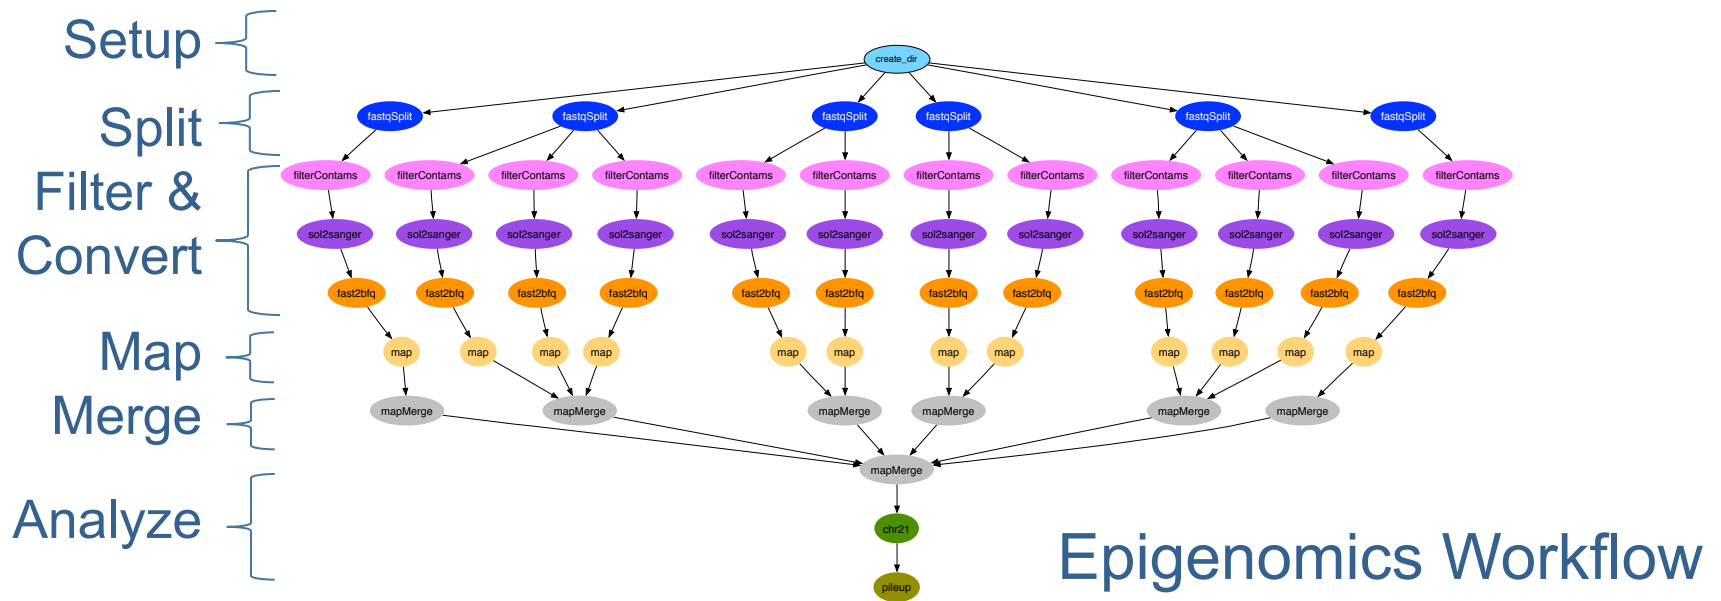 Setup
create_dir
Split
fastqSplit fastqSplit fastqSplit fastqSplit fastqSplit fastqSplit
Filter &
Convert
filterContams filterContams filterContams filterContams filterContams filterContams filterContams filterContams filterContams filterContams filterContams filterContams
sol2sanger sol2sanger sol2sanger sol2sanger sol2sanger sol2sanger sol2sanger sol2sanger sol2sanger sol2sanger sol2sanger sol2sanger
fast2bfq fast2bfq fast2bfq fast2bfq fast2bfq fast2bfq fast2bfq fast2bfq fast2bfq fast2bfq fast2bfq fast2bfq
Map
map map map map map map map map map map map map
Merge
mapMerge mapMerge mapMerge mapMerge mapMerge mapMerge
mapMerge
Analyze
chr21
pileup
Epigenomics Workflow